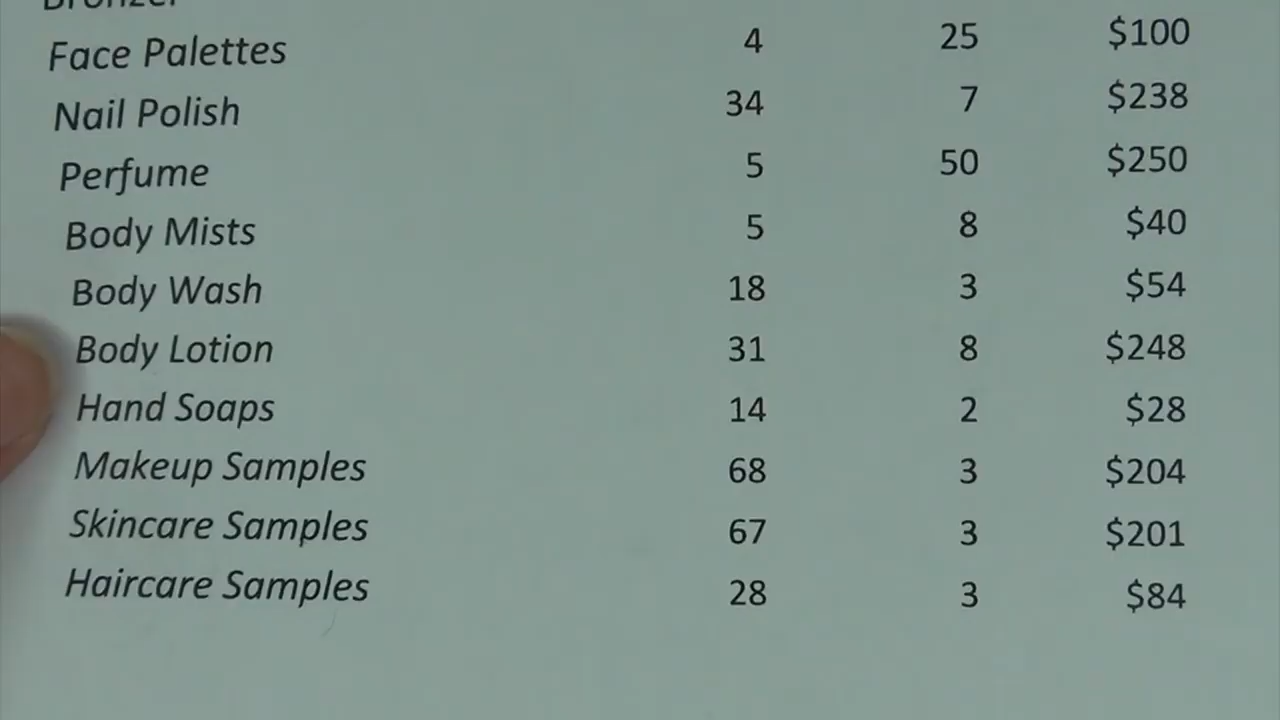 Bronzer
Face Palettes 4 25 $100
Nail Polish 34 7 $238
Perfume 5 50 $250
Body Mists 5 8 $40
Body Wash 18 3 $54
Body Lotion 31 8 $248
Hand Soaps 14 2 $28
Makeup Samples 68 3 $204
Skincare Samples 67 3 $201
Haircare Samples 28 3 $84